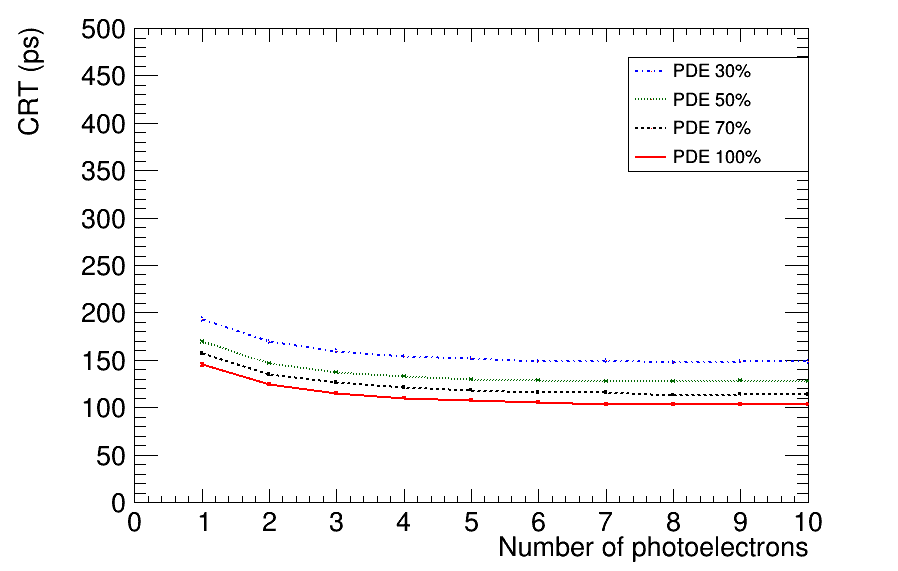 CRT (ps)
500
450
400
350
300
250
200
150
100
50
0
PDE 30%
PDE 50%
PDE 70%
PDE 100%
0 1 2 3 4 5 6 7 8 9 10
Number of photoelectrons